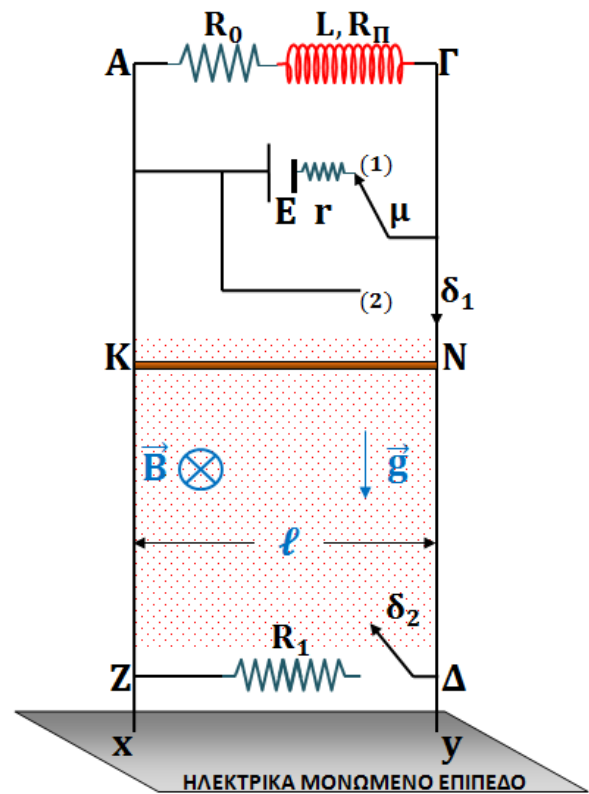 R₀ L, R_Π
A Γ
(1)
E r μ
(2) δ₁
K N
B⃗ g⃗
ℓ
δ₂
R₁
Z Δ
x y
ΗΛΕΚΤΡΙΚΑ ΜΟΝΩΜΕΝΟ ΕΠΙΠΕΔΟ